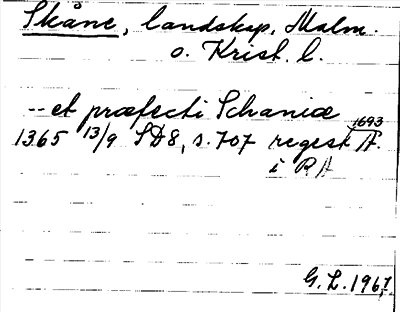 Skåne, landskap, Malm.
o. Krist. l.
-- et præfecti Schaniæ
1365 13/9 SD8, s. 707 regest 1693 A.
i RA
G. L. 1967.